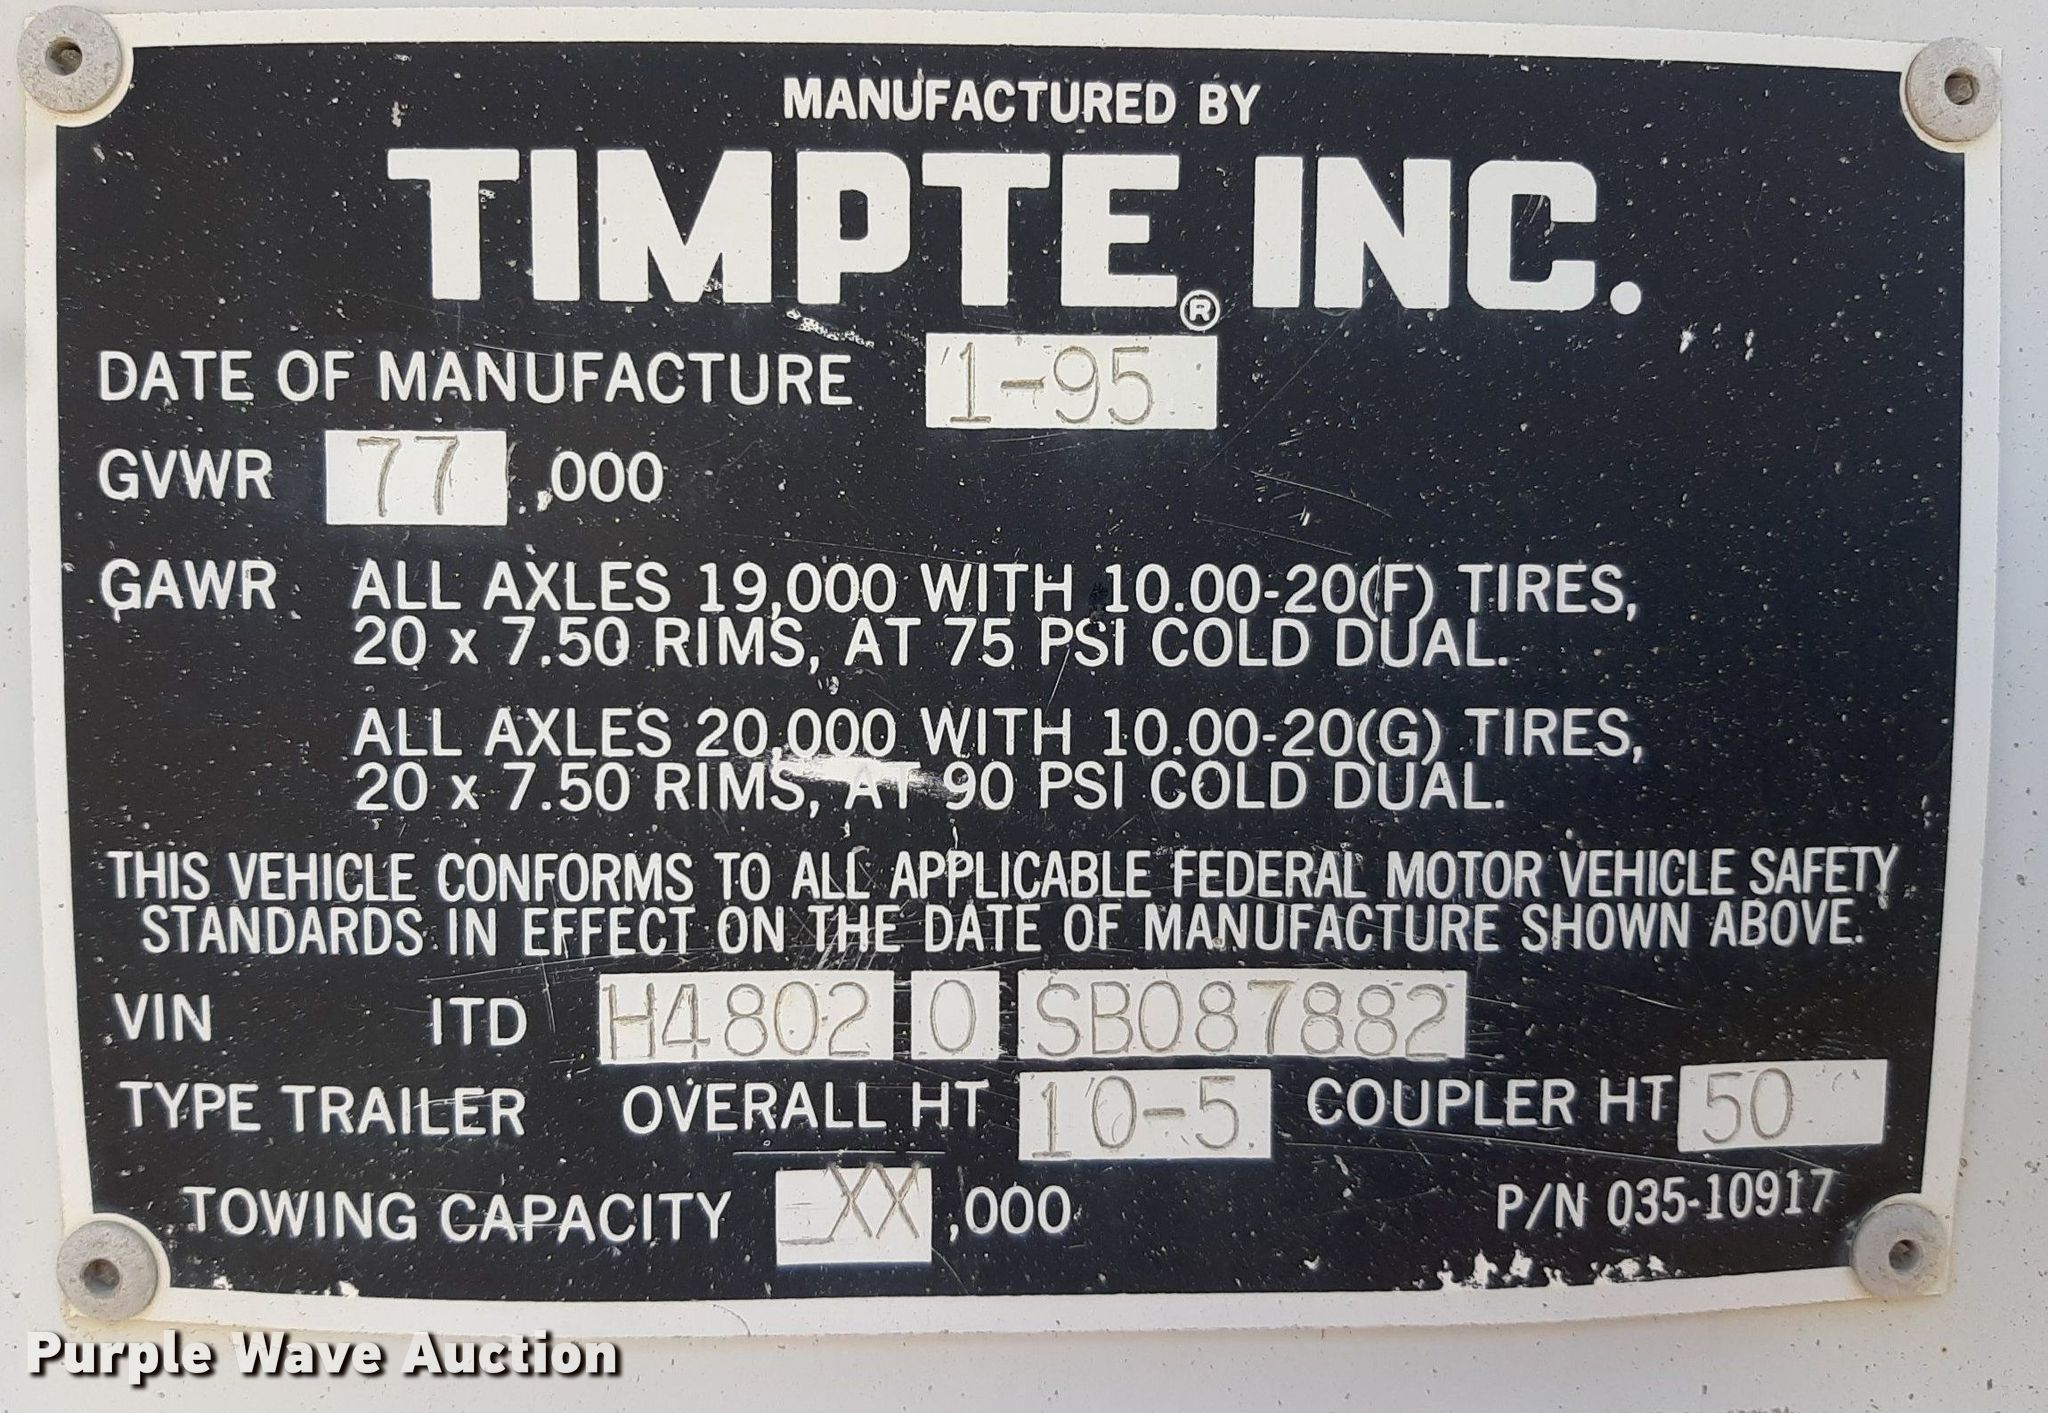 MANUFACTURED BY
TIMPTE® INC.
DATE OF MANUFACTURE 1-95
GVWR 77,000
GAWR ALL AXLES 19,000 WITH 10.00-20(F) TIRES,
20 x 7.50 RIMS, AT 75 PSI COLD DUAL.
ALL AXLES 20,000 WITH 10.00-20(G) TIRES,
20 x 7.50 RIMS, AT 90 PSI COLD DUAL.
THIS VEHICLE CONFORMS TO ALL APPLICABLE FEDERAL MOTOR VEHICLE SAFETY
STANDARDS IN EFFECT ON THE DATE OF MANUFACTURE SHOWN ABOVE.
VIN ITD H4802 0 SB087882
TYPE TRAILER OVERALL HT 10-5 COUPLER HT 50
TOWING CAPACITY XX,000 P/N 035-10917
Purple Wave Auction